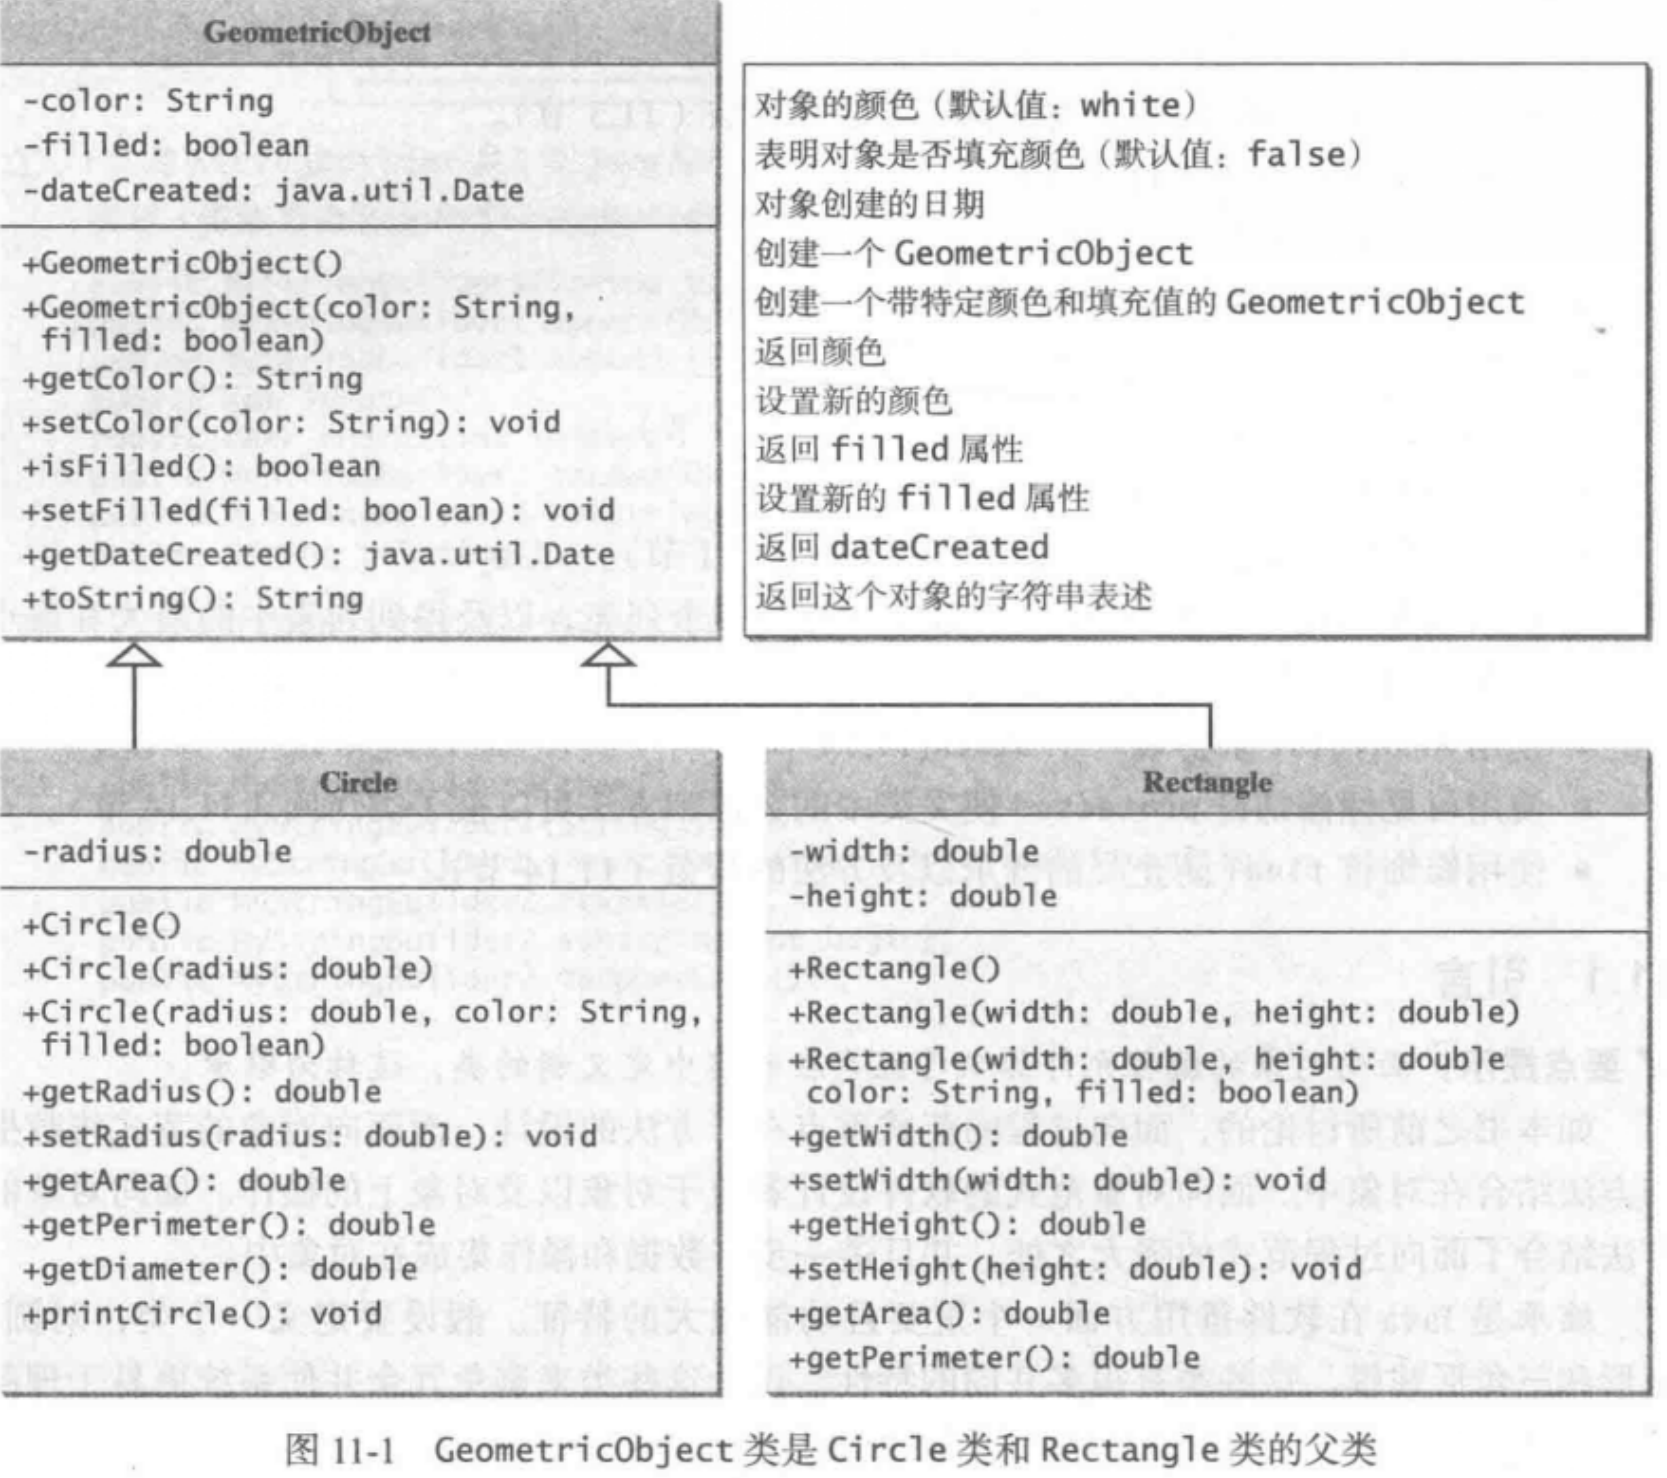 GeometricObject
-color: String
-filled: boolean
-dateCreated: java.util.Date
+GeometricObject()
+GeometricObject(color: String,
filled: boolean)
+getColor(): String
+setColor(color: String): void
+isFilled(): boolean
+setFilled(filled: boolean): void
+getDateCreated(): java.util.Date
+toString(): String
对象的颜色(默认值: white)
表明对象是否填充颜色(默认值: false)
对象创建的日期
创建一个 GeometricObject
创建一个带特定颜色和填充值的 GeometricObject
返回颜色
设置新的颜色
返回 filled 属性
设置新的 filled 属性
返回 dateCreated
返回这个对象的字符串表述
Circle
-radius: double
+Circle()
+Circle(radius: double)
+Circle(radius: double, color: String,
filled: boolean)
+getRadius(): double
+setRadius(radius: double): void
+getArea(): double
+getPerimeter(): double
+getDiameter(): double
+printCircle(): void
Rectangle
-width: double
-height: double
+Rectangle()
+Rectangle(width: double, height: double)
+Rectangle(width: double, height: double
color: String, filled: boolean)
+getWidth(): double
+setWidth(width: double): void
+getHeight(): double
+setHeight(height: double): void
+getArea(): double
+getPerimeter(): double
图 11-1 GeometricObject 类是 Circle 类和 Rectangle 类的父类